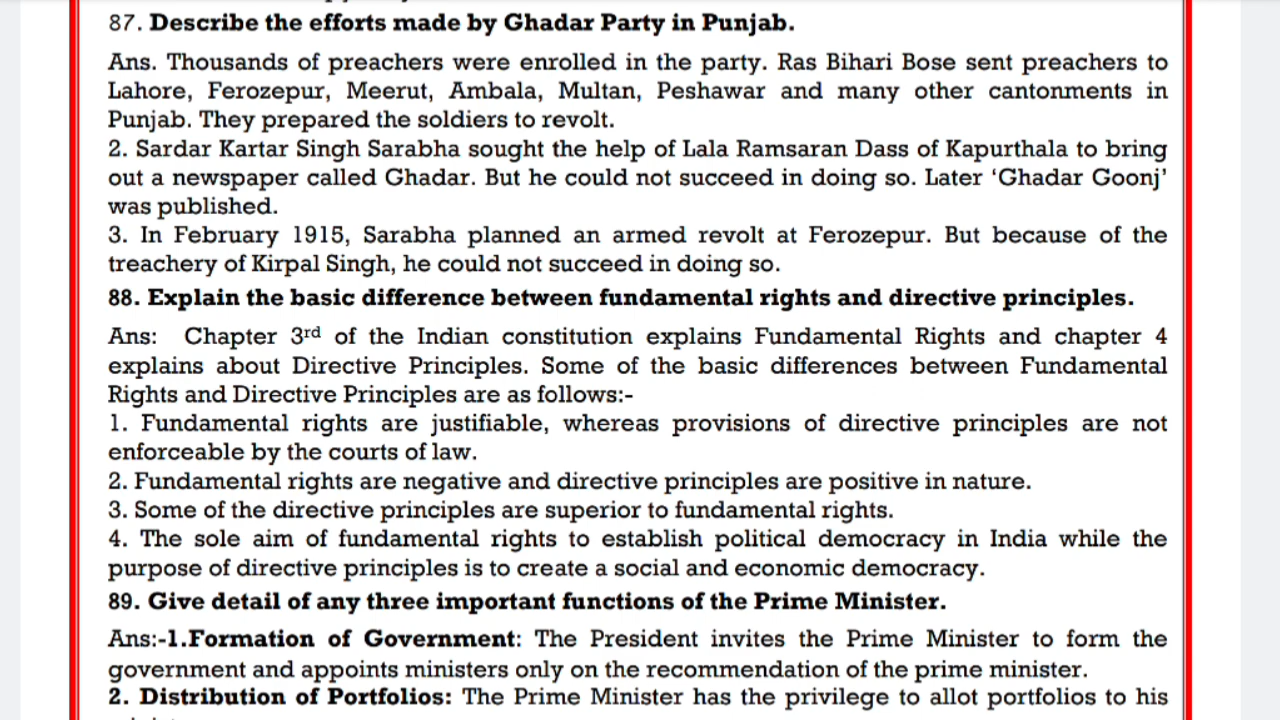 87. Describe the efforts made by Ghadar Party in Punjab.
Ans. Thousands of preachers were enrolled in the party. Ras Bihari Bose sent preachers to
Lahore, Ferozepur, Meerut, Ambala, Multan, Peshawar and many other cantonments in
Punjab. They prepared the soldiers to revolt.
2. Sardar Kartar Singh Sarabha sought the help of Lala Ramsaran Dass of Kapurthala to bring
out a newspaper called Ghadar. But he could not succeed in doing so. Later ‘Ghadar Goonj’
was published.
3. In February 1915, Sarabha planned an armed revolt at Ferozepur. But because of the
treachery of Kirpal Singh, he could not succeed in doing so.
88. Explain the basic difference between fundamental rights and directive principles.
Ans: Chapter 3rd of the Indian constitution explains Fundamental Rights and chapter 4
explains about Directive Principles. Some of the basic differences between Fundamental
Rights and Directive Principles are as follows:-
1. Fundamental rights are justifiable, whereas provisions of directive principles are not
enforceable by the courts of law.
2. Fundamental rights are negative and directive principles are positive in nature.
3. Some of the directive principles are superior to fundamental rights.
4. The sole aim of fundamental rights to establish political democracy in India while the
purpose of directive principles is to create a social and economic democracy.
89. Give detail of any three important functions of the Prime Minister.
Ans:-1.Formation of Government: The President invites the Prime Minister to form the
government and appoints ministers only on the recommendation of the prime minister.
2. Distribution of Portfolios: The Prime Minister has the privilege to allot portfolios to his